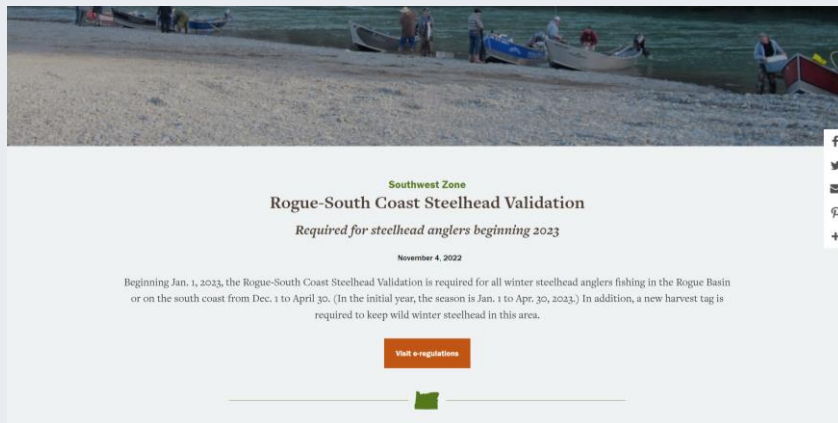 Southwest Zone
Rogue-South Coast Steelhead Validation
Required for steelhead anglers beginning 2023
November 4, 2022
Beginning Jan. 1, 2023, the Rogue-South Coast Steelhead Validation is required for all winter steelhead anglers fishing in the Rogue Basin
or on the south coast from Dec. 1 to April 30. (In the initial year, the season is Jan. 1 to Apr. 30, 2023.) In addition, a new harvest tag is
required to keep wild winter steelhead in this area.
Visit e-regulations